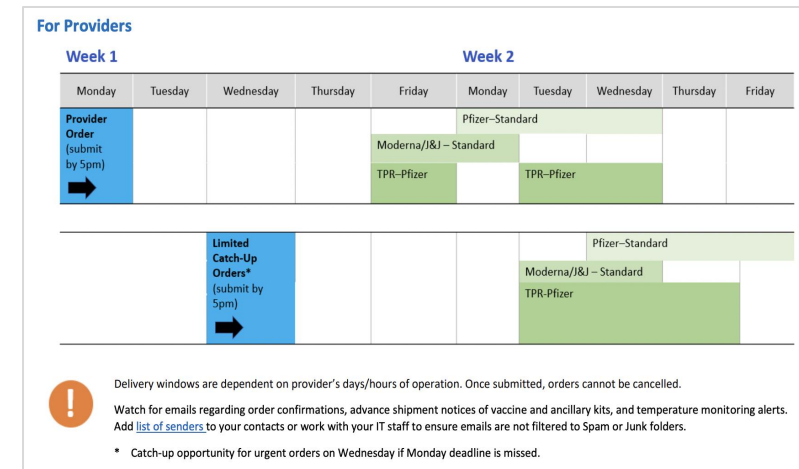 For Providers
Week 1 Week 2
Monday Tuesday Wednesday Thursday Friday Monday Tuesday Wednesday Thursday Friday
Provider
Order
(submit
by 5pm)
Pfizer–Standard
Moderna/J&J – Standard
TPR–Pfizer TPR–Pfizer
Limited
Catch-Up
Orders*
(submit by
5pm)
Pfizer–Standard
Moderna/J&J – Standard
TPR-Pfizer
!
Delivery windows are dependent on provider's days/hours of operation. Once submitted, orders cannot be cancelled.
Watch for emails regarding order confirmations, advance shipment notices of vaccine and ancillary kits, and temperature monitoring alerts.
Add list of senders to your contacts or work with your IT staff to ensure emails are not filtered to Spam or Junk folders.
* Catch-up opportunity for urgent orders on Wednesday if Monday deadline is missed.